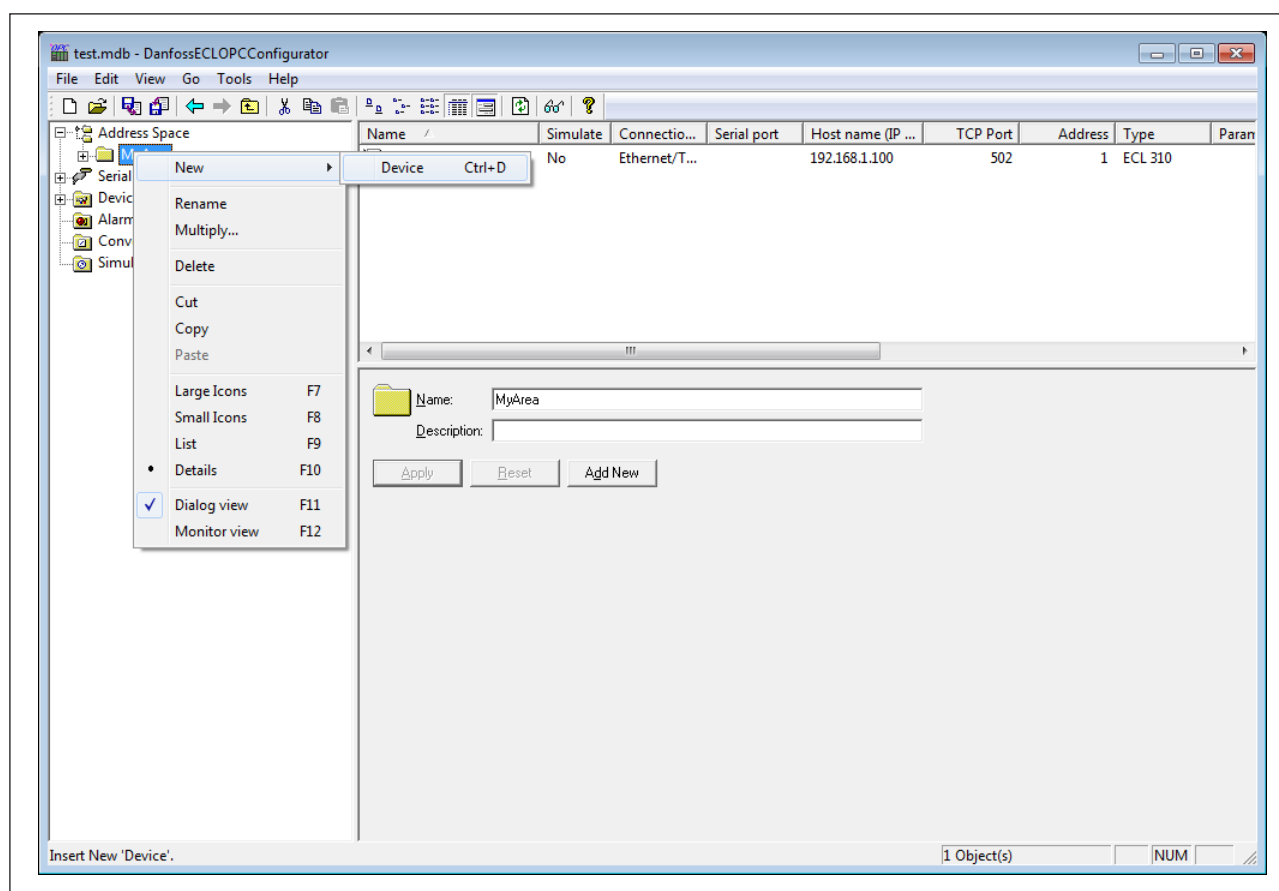 test.mdb - DanfossECLOPCConfigurator
File Edit View Go Tools Help
Address Space
Serial
Devic
Alarm
Conv
Simul
Name Simulate Connectio... Serial port Host name (IP ... TCP Port Address Type Param
No Ethernet/T... 192.168.1.100 502 1 ECL 310
New
Device Ctrl+D
Rename
Multiply...
Delete
Cut
Copy
Paste
Large Icons F7
Small Icons F8
List F9
Details F10
Dialog view F11
Monitor view F12
Name: MyArea
Description:
Apply Reset Add New
Insert New 'Device'. 1 Object(s) NUM